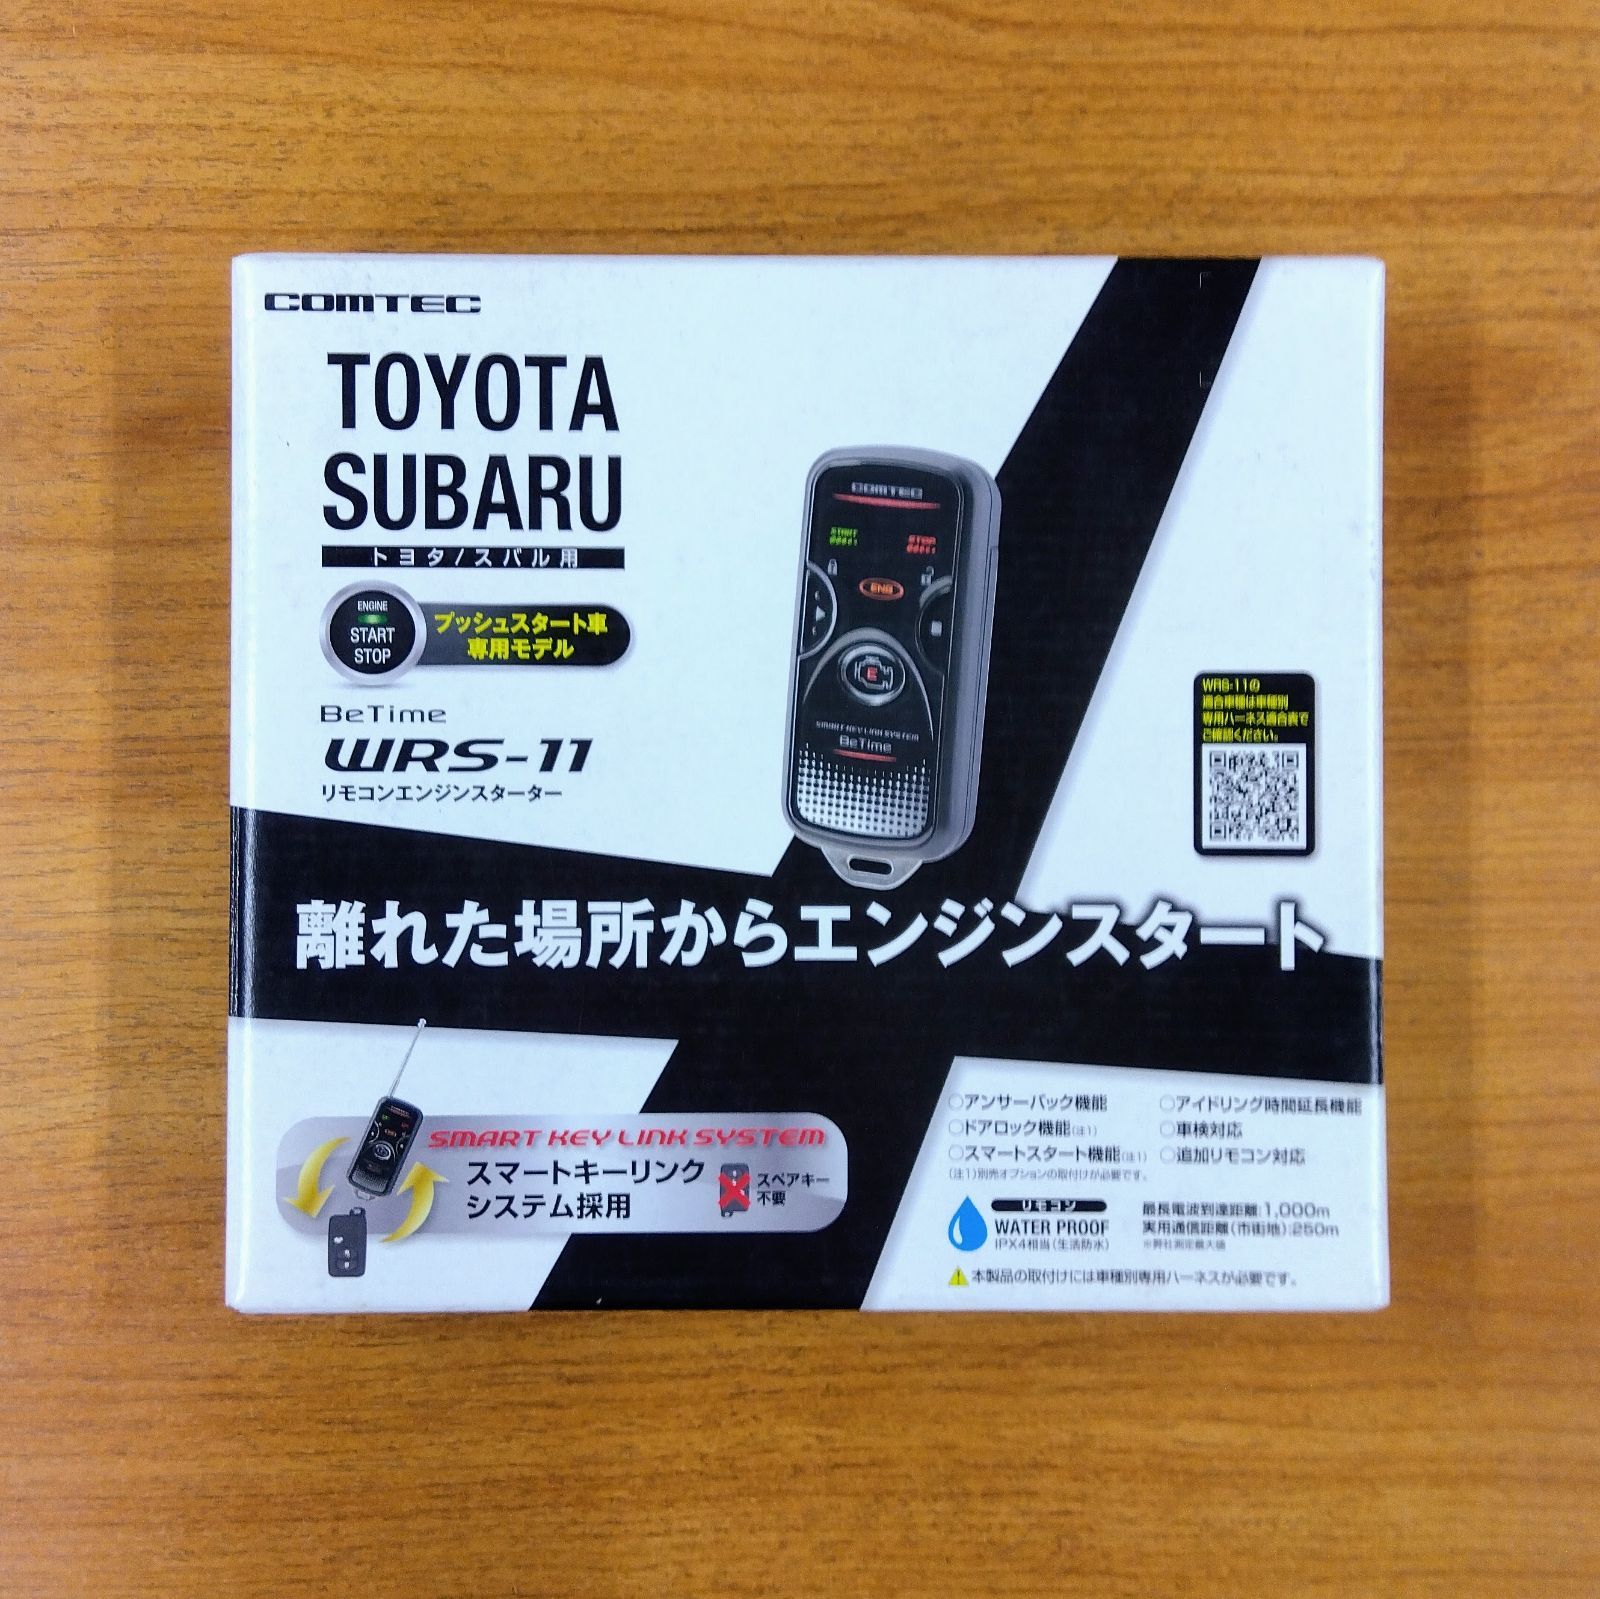 COMTEC
TOYOTA
SUBARU
トヨタ/スバル用
ENGINE
START
STOP
プッシュスタート車
専用モデル
BeTime
WRS-11
リモコンエンジンスターター
COMTEC
START
STOP
ENG
E
SMART KEY LINK SYSTEM
BeTime
WRS-11の
適合車種は車種別
専用ハーネス適合表で
ご確認ください。
離れた場所からエンジンスタート
SMART KEY LINK SYSTEM
スマートキーリンク
システム採用
スペアキー
不要
○アンサーバック機能
○アイドリング時間延長機能
○ドアロック機能(注1)
○車検対応
○スマートスタート機能(注1)
○追加リモコン対応
(注1)別売オプションの取付けが必要です。
リモコン
WATER PROOF
IPX4相当(生活防水)
最長電波到達距離:1,000m
実用通信距離(市街地):250m
※弊社測定最大値
本製品の取付けには車種別専用ハーネスが必要です。